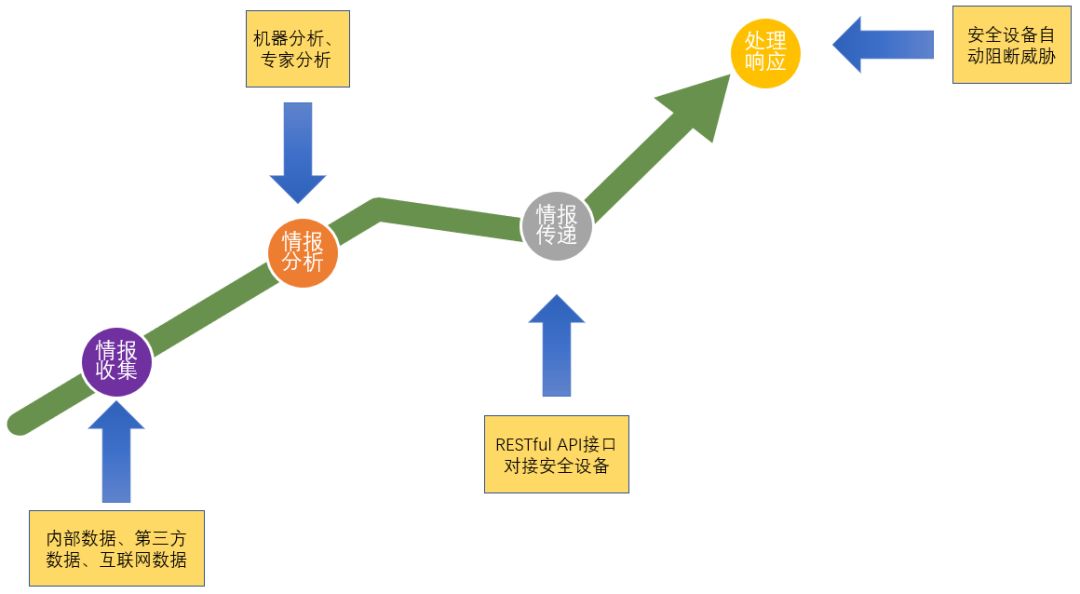 机器分析、
专家分析
处理
响应
安全设备自
动阻断威胁
情报
分析
情报
传递
情报
收集
RESTful API接口
对接安全设备
内部数据、第三方
数据、互联网数据